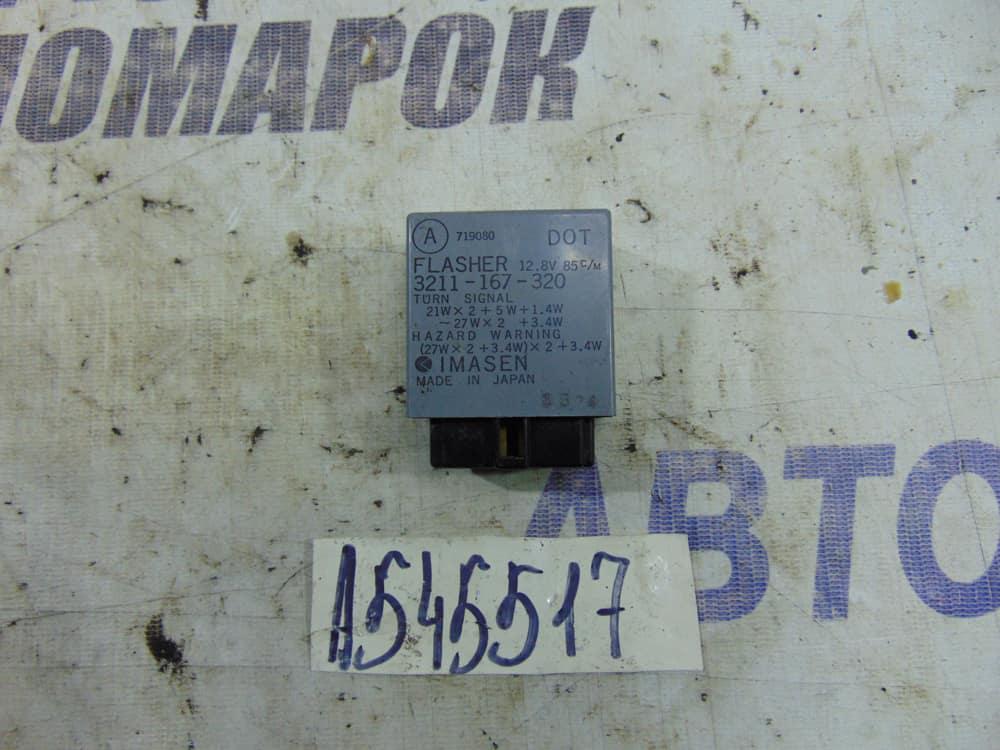 НОМАРОК
A 719080 DOT
FLASHER 12.8V 85C/M
3211-167-320
TURN SIGNAL
21W×2+5W+1.4W
~27W×2 +3.4W
HAZARD WARNING
(27W×2+3.4W)×2+3.4W
IMASEN
MADE IN JAPAN
АВТО
A545517